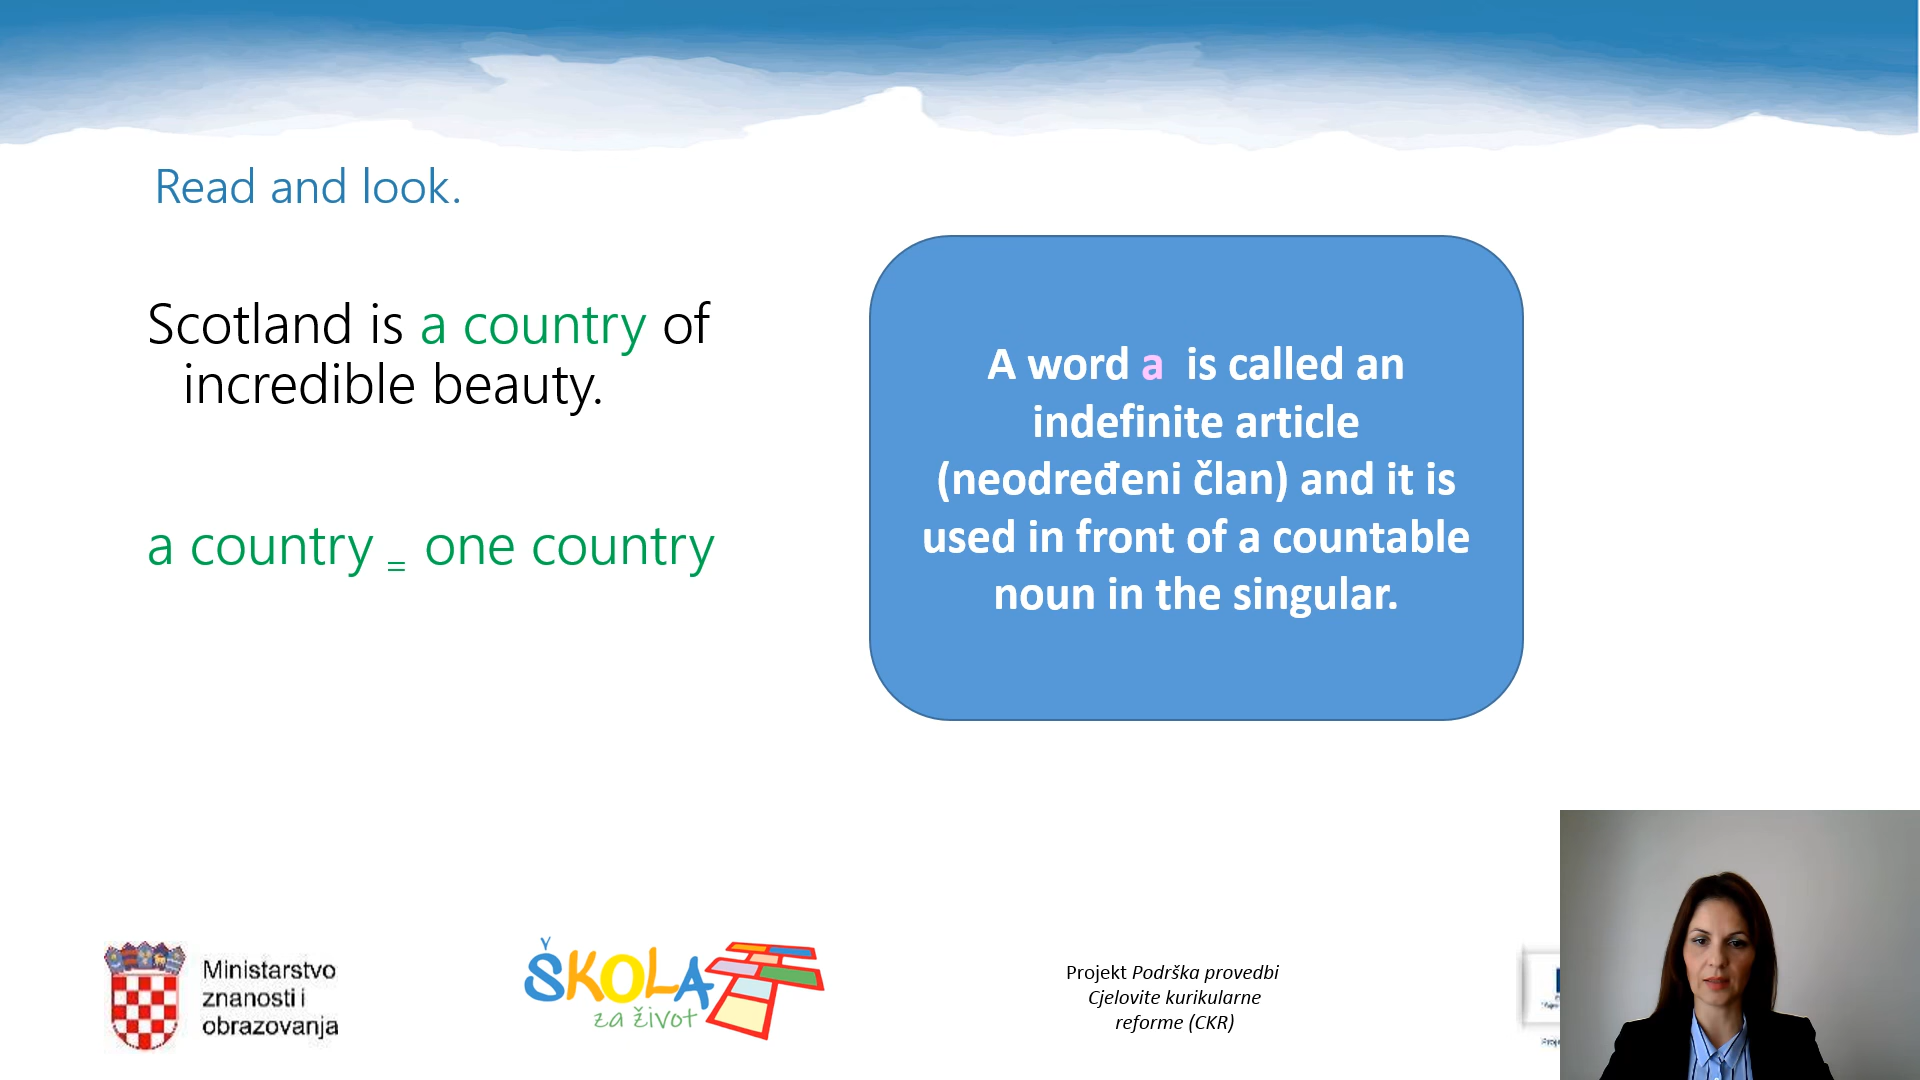 Read and look.
Scotland is a country of
incredible beauty.
a country = one country
A word a is called an
indefinite article
(neodređeni član) and it is
used in front of a countable
noun in the singular.
Ministarstvo
znanosti i
obrazovanja
ŠKOLA
za život
Projekt Podrška provedbi
Cjelovite kurikularne
reforme (CKR)